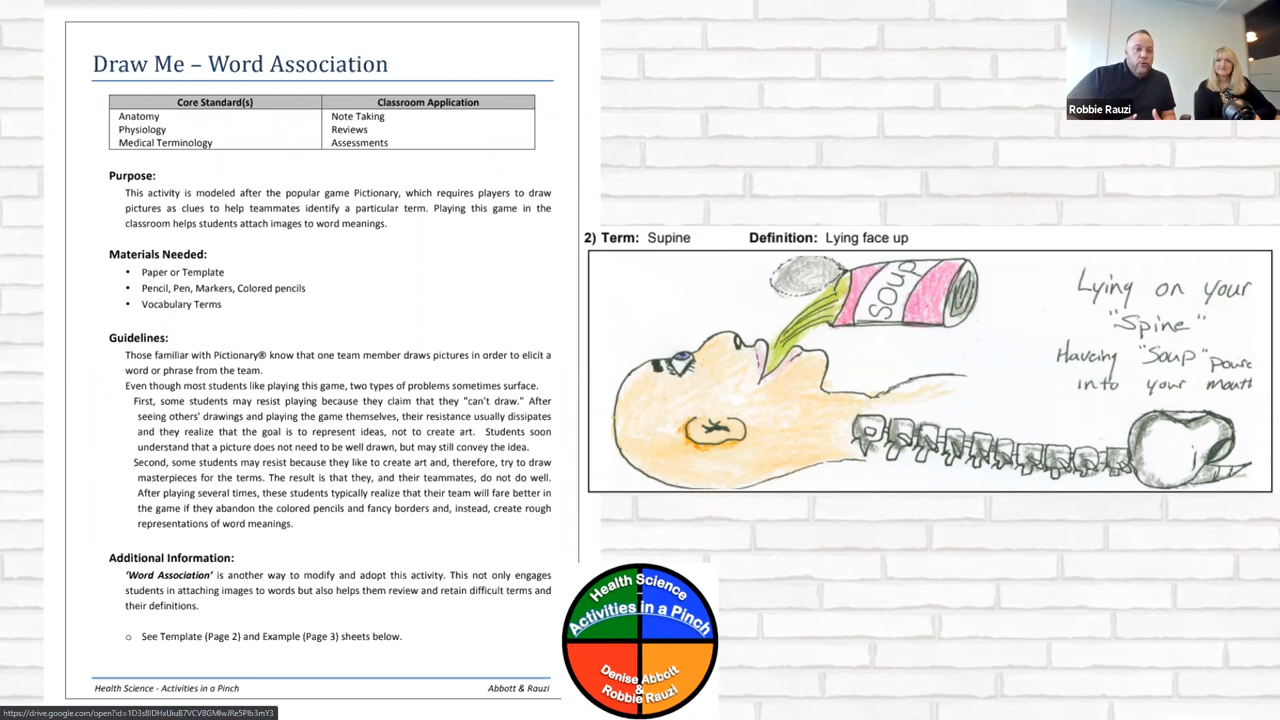 Draw Me – Word Association
Core Standard(s) Classroom Application
Anatomy Note Taking
Physiology Reviews
Medical Terminology Assessments
Purpose:
This activity is modeled after the popular game Pictionary, which requires players to draw
pictures as clues to help teammates identify a particular term. Playing this game in the
classroom helps students attach images to word meanings.
Materials Needed:
• Paper or Template
• Pencil, Pen, Markers, Colored pencils
• Vocabulary Terms
Guidelines:
Those familiar with Pictionary® know that one team member draws pictures in order to elicit a
word or phrase from the team.
Even though most students like playing this game, two types of problems sometimes surface.
First, some students may resist playing because they claim that they "can't draw." After
seeing others' drawings and playing the game themselves, their resistance usually dissipates
and they realize that the goal is to represent ideas, not to create art. Students soon
understand that a picture does not need to be well drawn, but may still convey the idea.
Second, some students may resist because they like to create art and, therefore, try to draw
masterpieces for the terms. The result is that they, and their teammates, do not do well.
After playing several times, these students typically realize that their team will fare better in
the game if they abandon the colored pencils and fancy borders and, instead, create rough
representations of word meanings.
Additional Information:
'Word Association' is another way to modify and adopt this activity. This not only engages
students in attaching images to words but also helps them review and retain difficult terms and
their definitions.
o See Template (Page 2) and Example (Page 3) sheets below.
Health Science - Activities in a Pinch Abbott & Rauzi
Robbie Rauzi
2) Term: Supine Definition: Lying face up
SOUP
Lying on your
"Spine"
Having "Soup" poure
into your mouth
Health Science
Activities in a Pinch
Denise Abbott
&
Robbie Rauzi